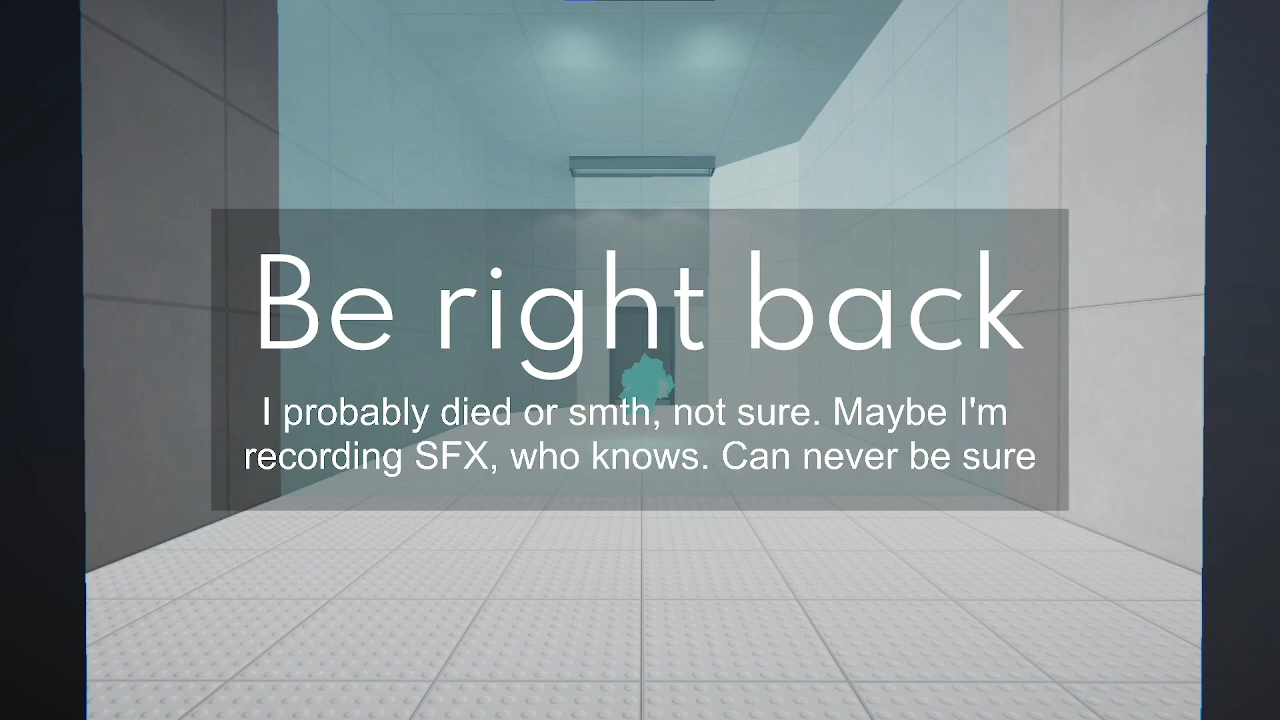 Be right back
I probably died or smth, not sure. Maybe I'm
recording SFX, who knows. Can never be sure